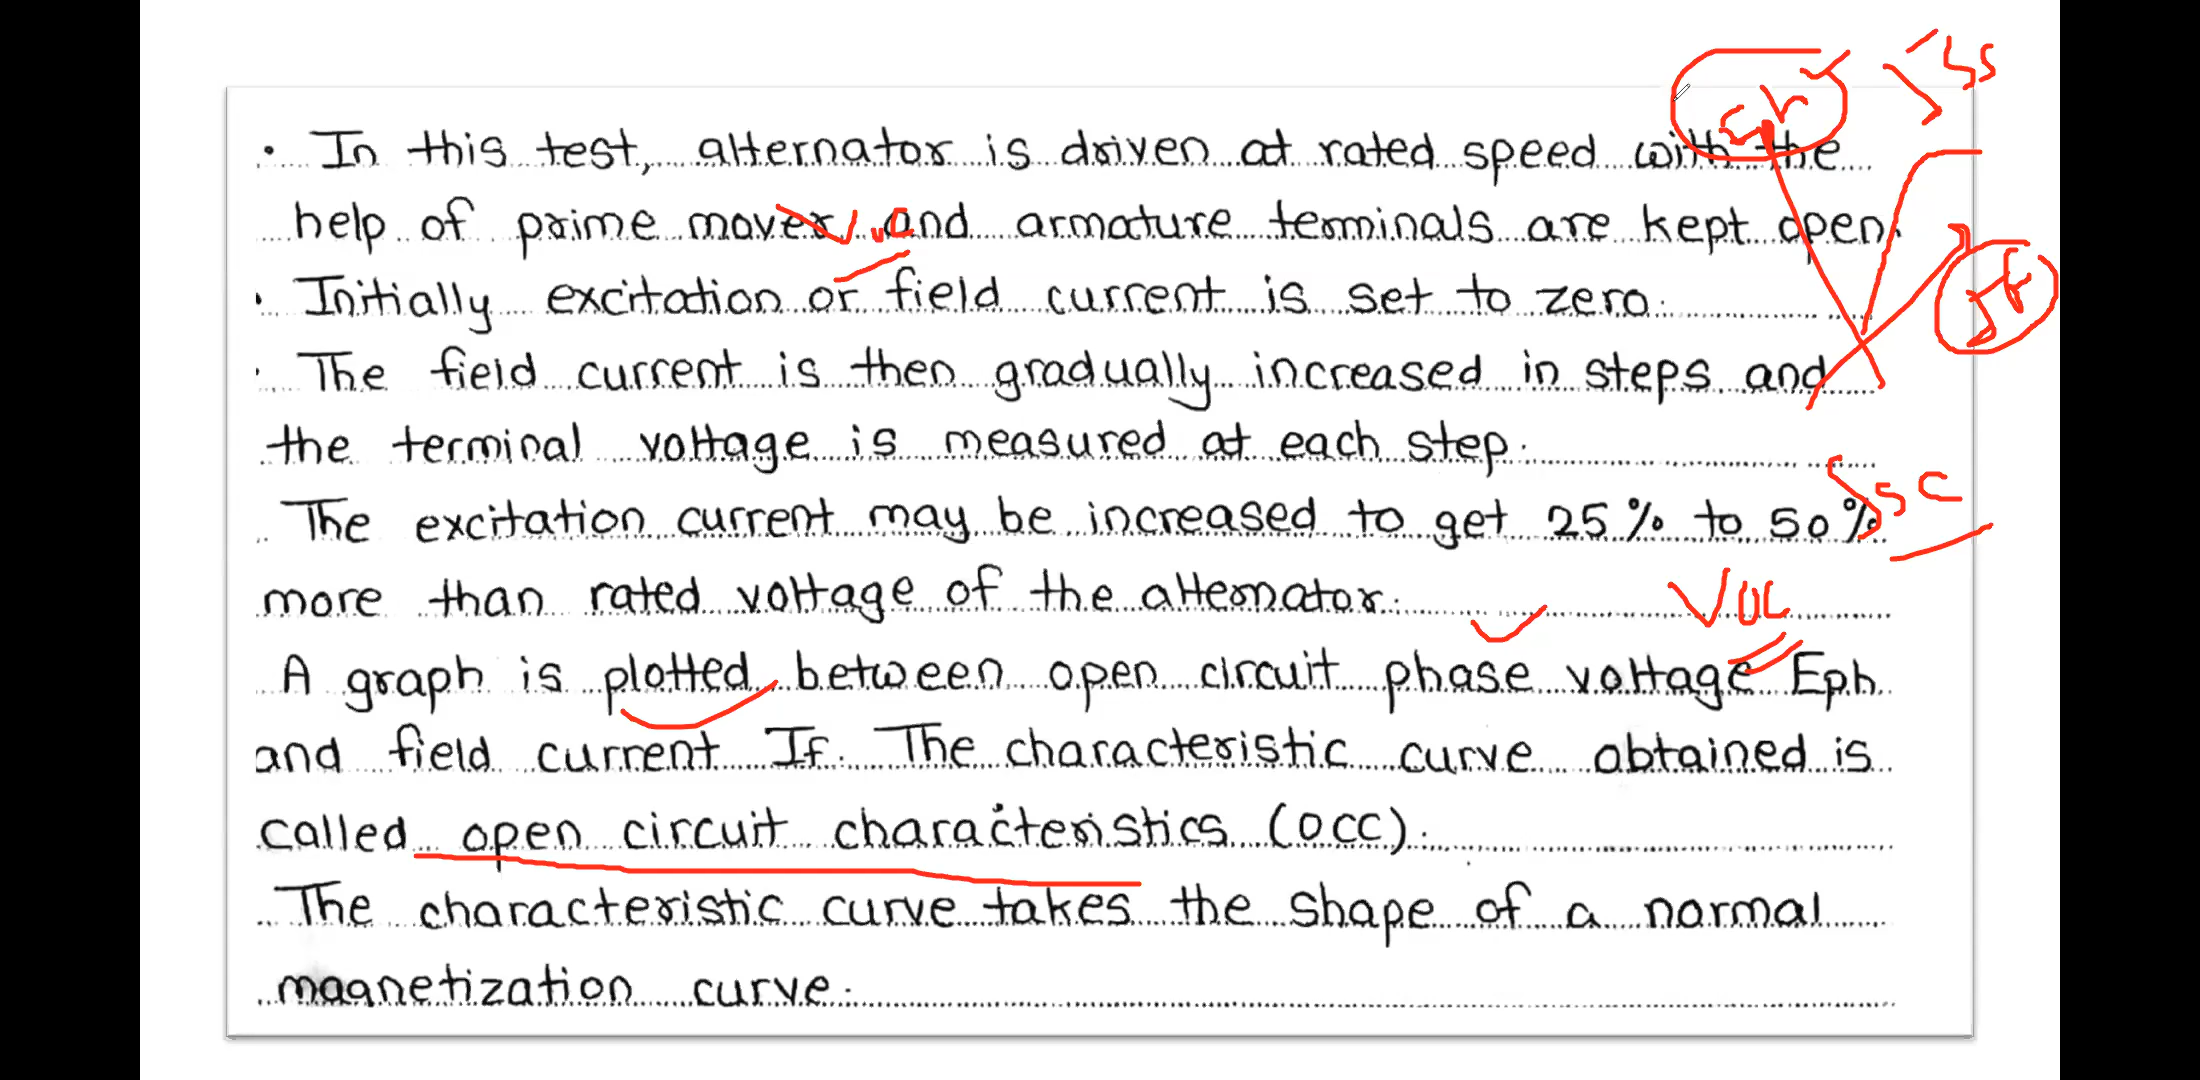 • In this test, alternator is driven at rated speed with the
help of prime mover and armature terminals are kept open.
• Initially excitation or field current is set to zero.
• The field current is then gradually increased in steps and
the terminal voltage is measured at each step.
The excitation current may be increased to get 25% to 50%
SC
more than rated voltage of the alternator.
VOC
A graph is plotted between open circuit phase voltage Eph
and field current If. The characteristic curve obtained is
called open circuit characteristics (OCC).
The characteristic curve takes the shape of a normal
magnetization curve.